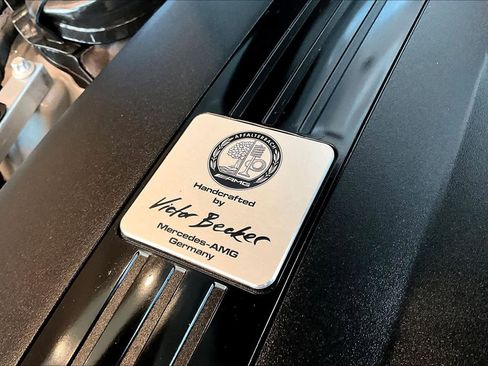 AFFALTERBACH
AMG
Handcrafted
by
Victor Becker
Mercedes-AMG
Germany